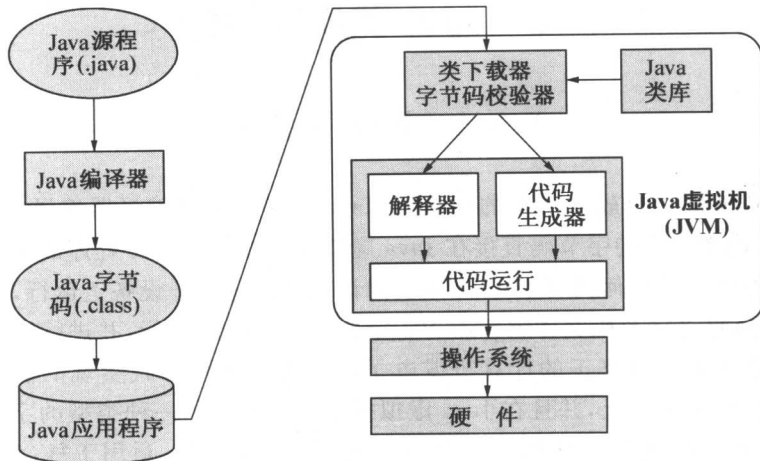 Java源程
序(.java)
Java编译器
Java字节
码(.class)
Java应用程序
类下载器
字节码校验器
Java
类库
解释器
代码
生成器
代码运行
Java虚拟机
(JVM)
操作系统
硬 件